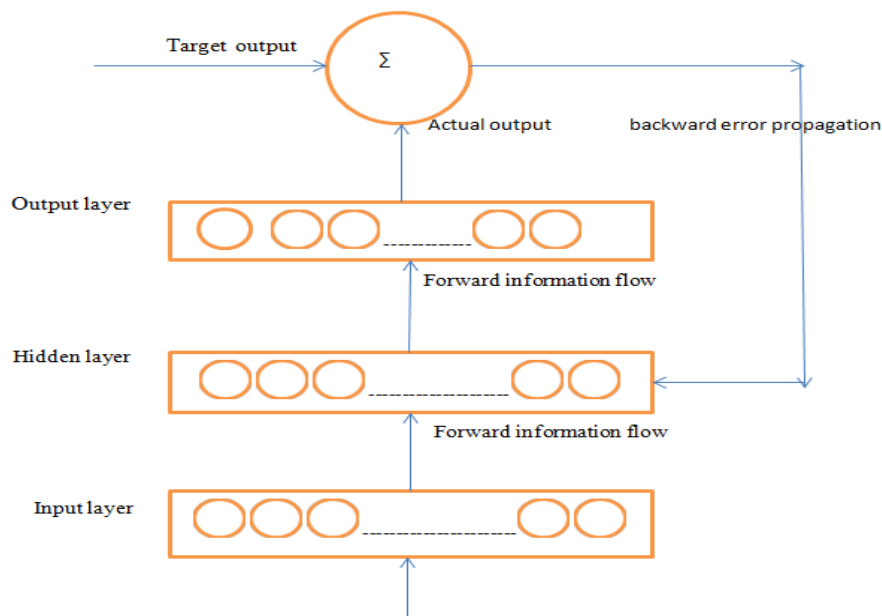 Target output
Σ
Actual output
backward error propagation
Output layer
Forward information flow
Hidden layer
Forward information flow
Input layer